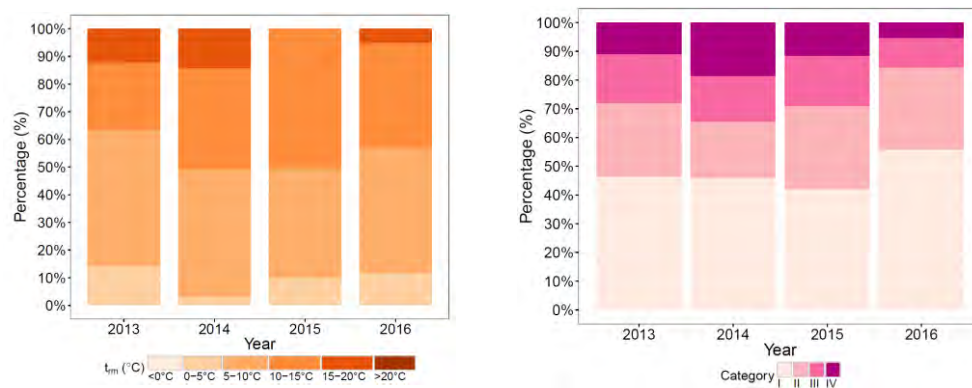 100%
90%
80%
70%
60%
50%
40%
30%
20%
10%
0%
Percentage (%)
2013 2014 2015 2016
Year
t_rm (°C)
<0°C 0−5°C 5−10°C 10−15°C 15−20°C >20°C
100%
90%
80%
70%
60%
50%
40%
30%
20%
10%
0%
Percentage (%)
2013 2014 2015 2016
Year
Category
I II III IV